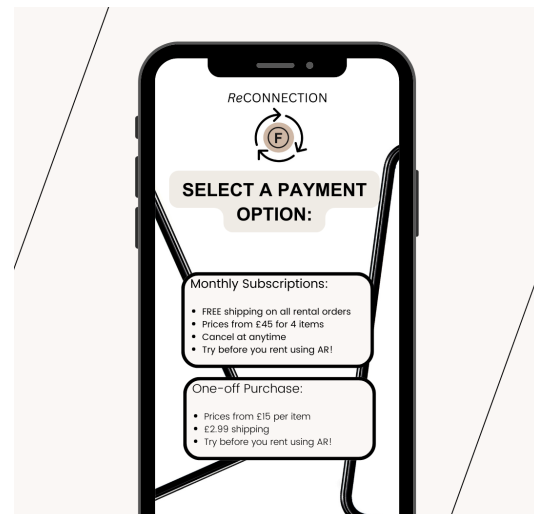 ReCONNECTION
F
SELECT A PAYMENT
OPTION:
Monthly Subscriptions:
• FREE shipping on all rental orders
• Prices from £45 for 4 items
• Cancel at anytime
• Try before you rent using AR!
One-off Purchase:
• Prices from £15 per item
• £2.99 shipping
• Try before you rent using AR!